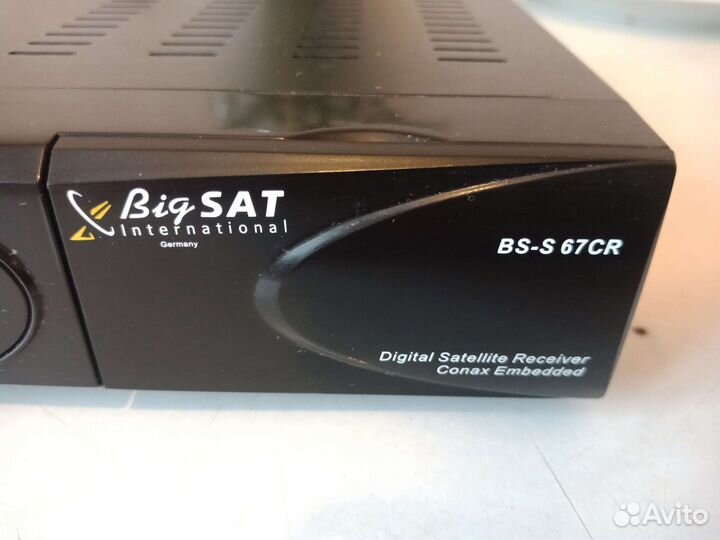 BigSAT
International
Germany
BS-S 67CR
Digital Satellite Receiver
Conax Embedded
Avito